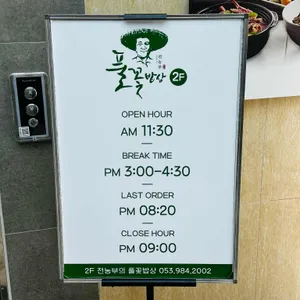 풀꽃밥상 2F
OPEN HOUR
AM 11:30
BREAK TIME
PM 3:00-4:30
LAST ORDER
PM 08:20
CLOSE HOUR
PM 09:00
2F 전농부의 풀꽃밥상 053.984.2002